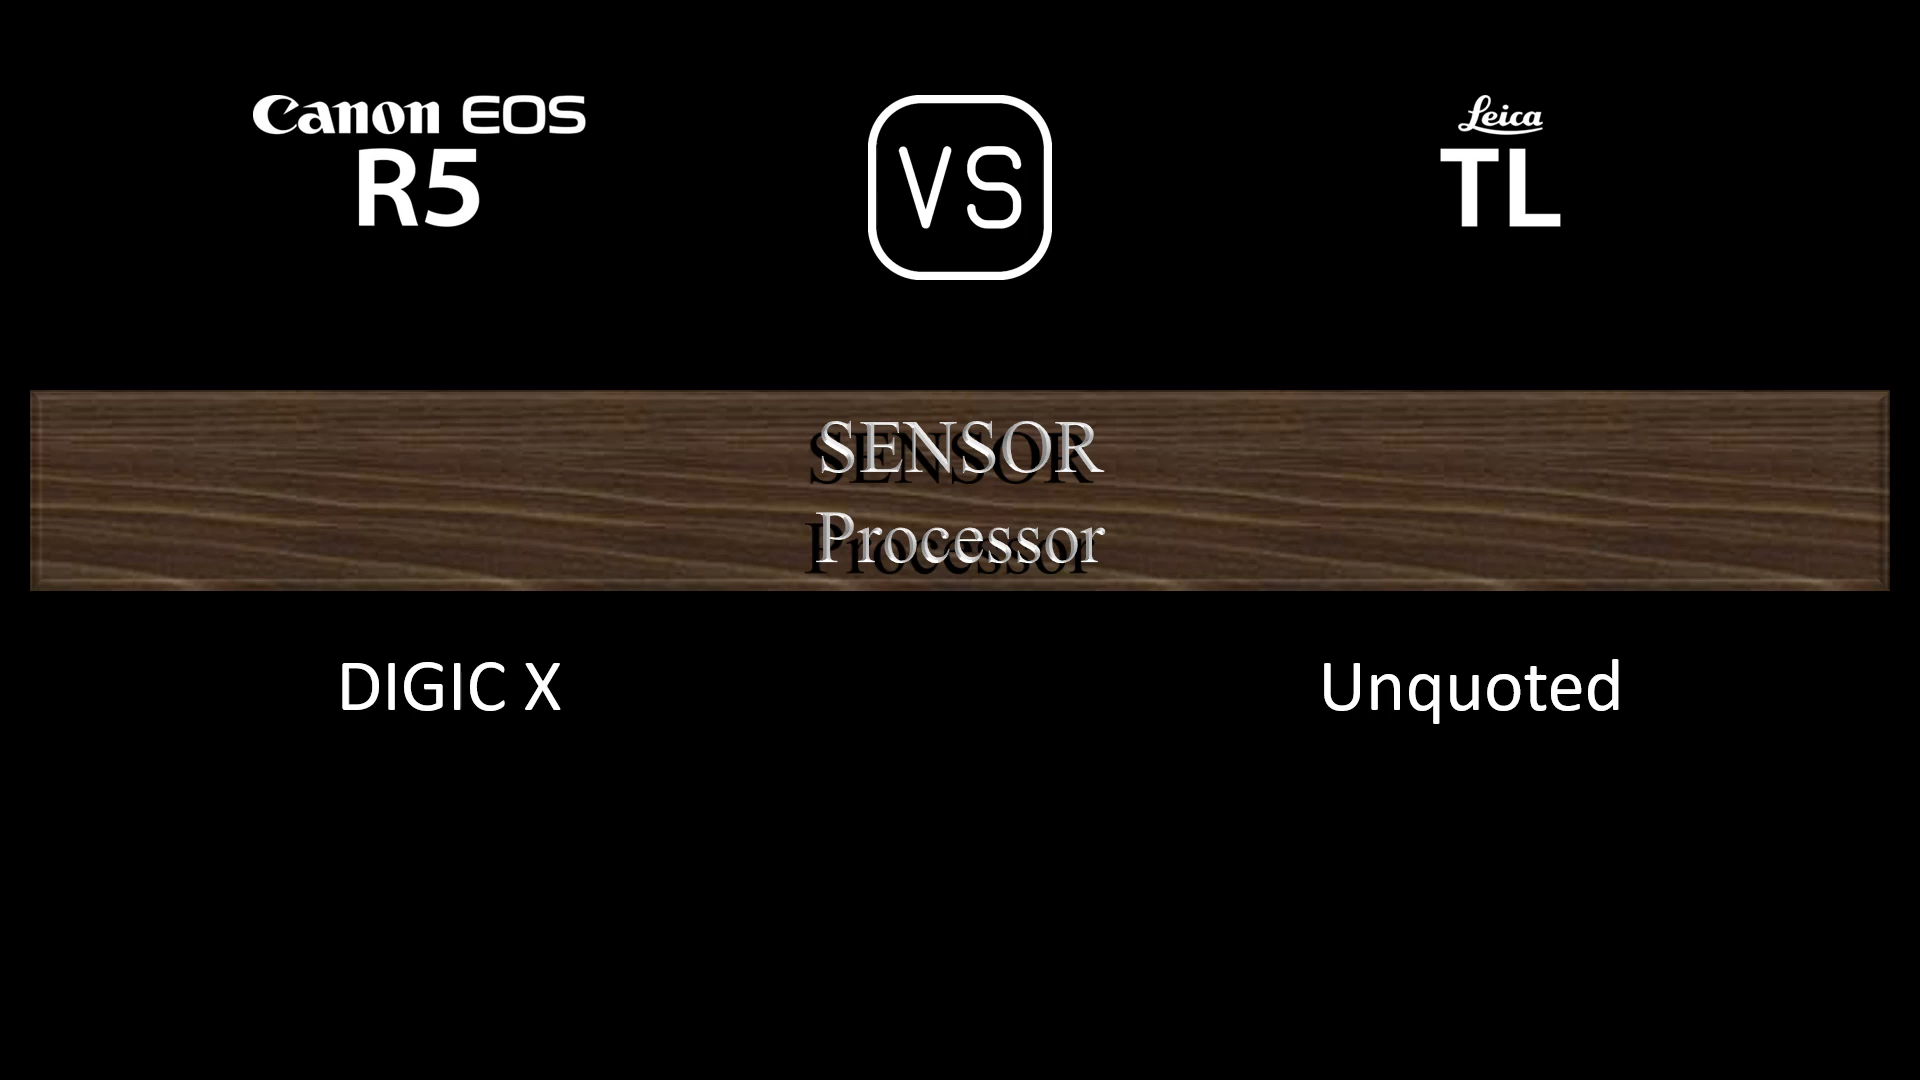 Canon EOS
R5
VS
Leica
TL
SENSOR
Processor
DIGIC X
Unquoted